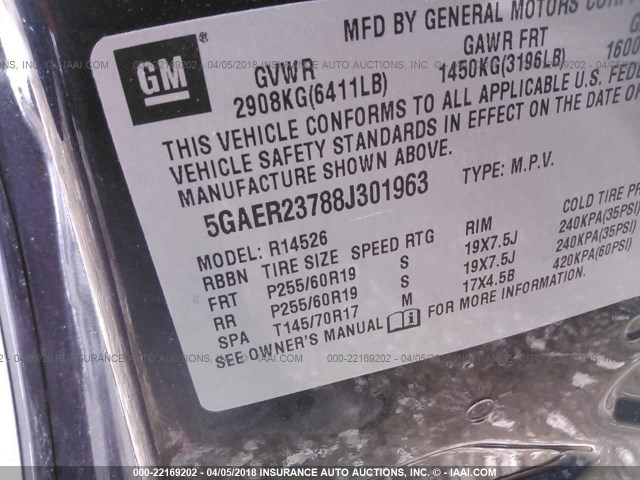 MFD BY GENERAL MOTORS CORP
GM
GVWR GAWR FRT
2908KG(6411LB) 1450KG(3196LB)
THIS VEHICLE CONFORMS TO ALL APPLICABLE U.S.
VEHICLE SAFETY STANDARDS IN EFFECT ON THE DATE OF
MANUFACTURE SHOWN ABOVE.
5GAER23788J301963 TYPE: M.P.V.
MODEL: R14526 COLD TIRE
RBBN TIRE SIZE SPEED RTG RIM 240KPA(35PSI)
FRT P255/60R19 S 19X7.5J 240KPA(35PSI)
RR P255/60R19 S 19X7.5J 420KPA(60PSI)
SPA T145/70R17 M 17X4.5B
SEE OWNER'S MANUAL FOR MORE INFORMATION.
000-22169202 - 04/05/2018 - INSURANCE AUTO AUCTIONS © - IAAI.COM